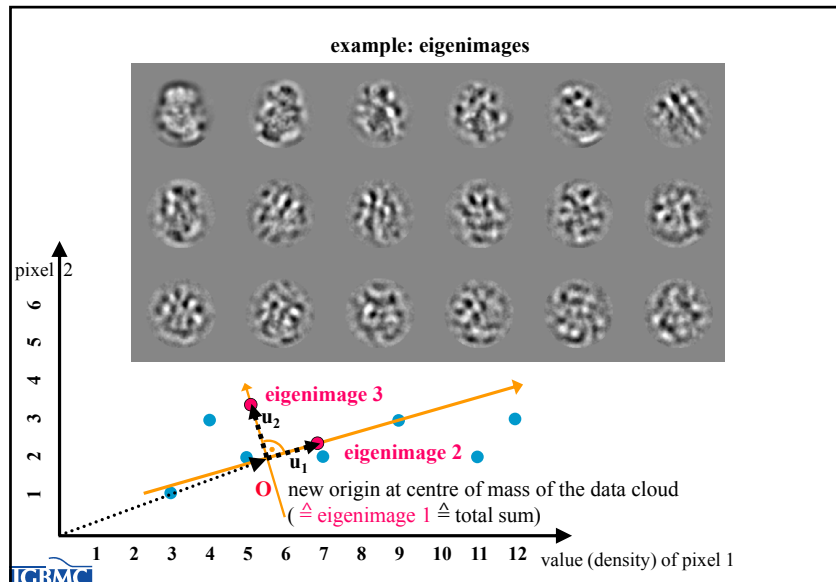 example: eigenimages
pixel 2
6
5
4
3
2
1
eigenimage 3
u2
eigenimage 2
u1
O new origin at centre of mass of the data cloud
( ≙ eigenimage 1 ≙ total sum)
1 2 3 4 5 6 7 8 9 10 11 12 value (density) of pixel 1
IGBMC